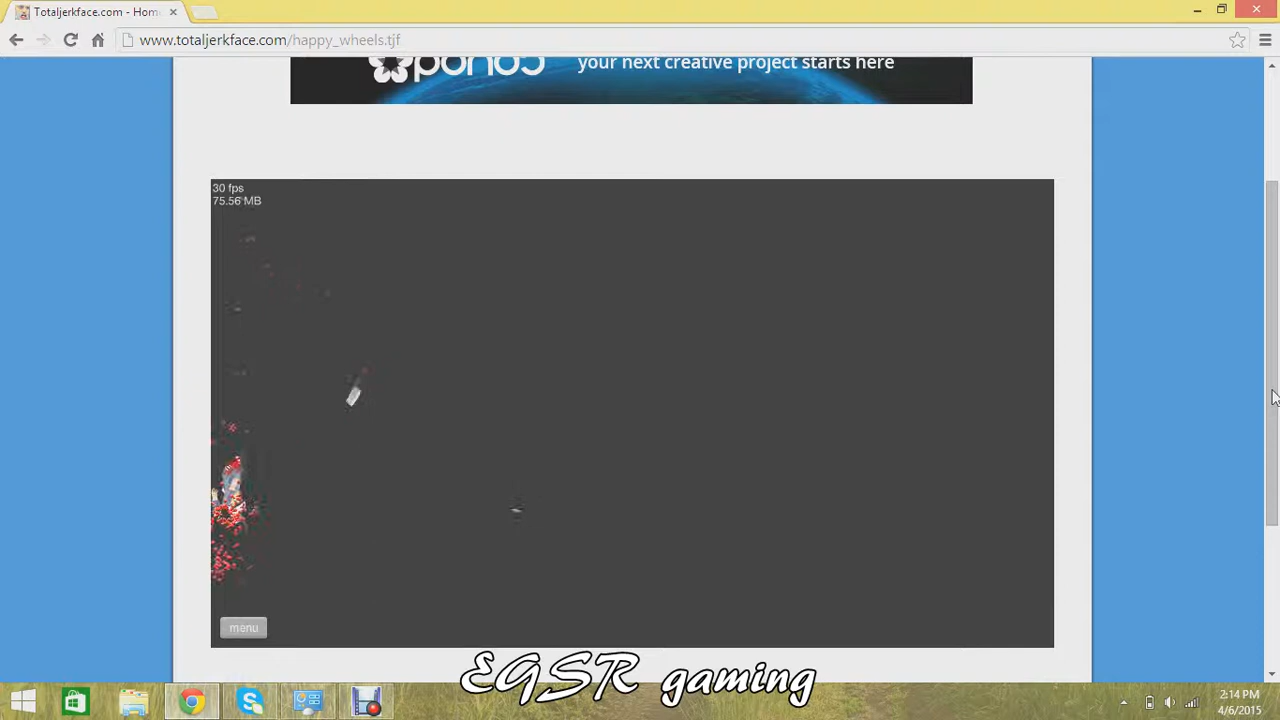 Totaljerkface.com - Hom
www.totaljerkface.com/happy_wheels.tjf
pond5
your next creative project starts here
30 fps
75.56 MB
menu
EGSR gaming
2:14 PM
4/6/2015